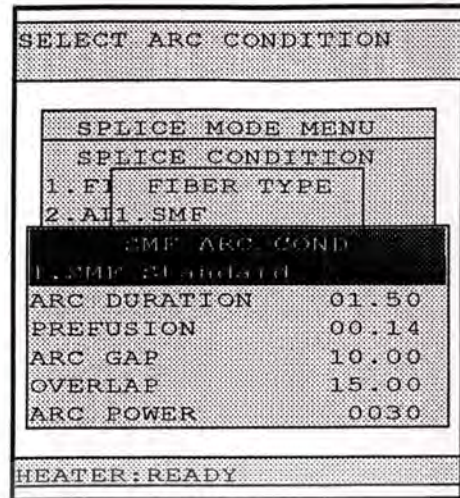 SELECT ARC CONDITION
SPLICE MODE MENU
SPLICE CONDITION
1.FI
FIBER TYPE
2.AI
1.SMF
SMF ARC COND
1.SMF Standard
ARC DURATION 01.50
PREFUSION 00.14
ARC GAP 10.00
OVERLAP 15.00
ARC POWER 0030
HEATER:READY